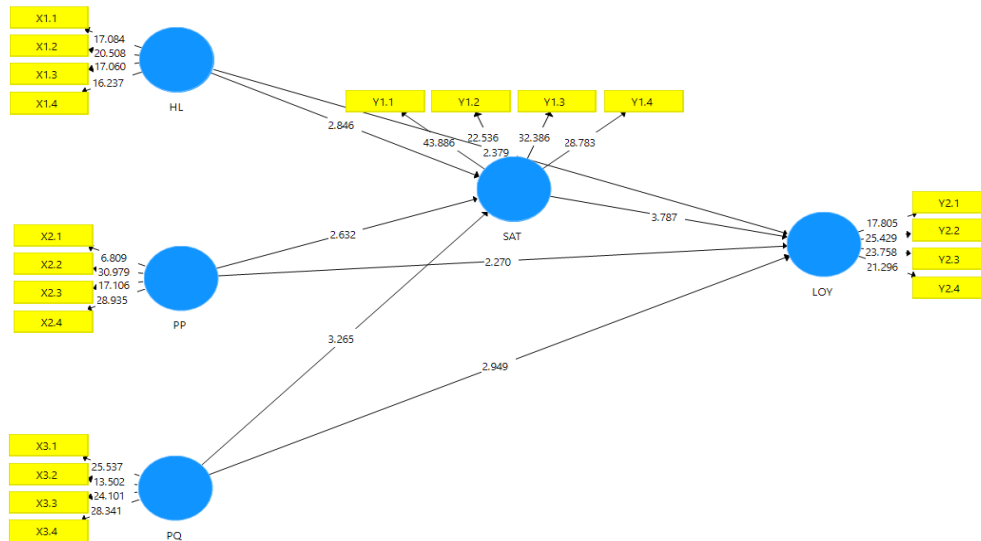 X1.1
X1.2
X1.3
X1.4
17.084
20.508
17.060
16.237
HL
2.846
2.379
Y1.1
Y1.2
Y1.3
Y1.4
43.886
22.536
32.386
28.783
SAT
X2.1
X2.2
X2.3
X2.4
6.809
30.979
17.106
28.935
PP
2.632
2.270
3.787
Y2.1
Y2.2
Y2.3
Y2.4
17.805
25.429
23.758
21.296
LOY
3.265
2.949
X3.1
X3.2
X3.3
X3.4
25.537
13.502
24.101
28.341
PQ